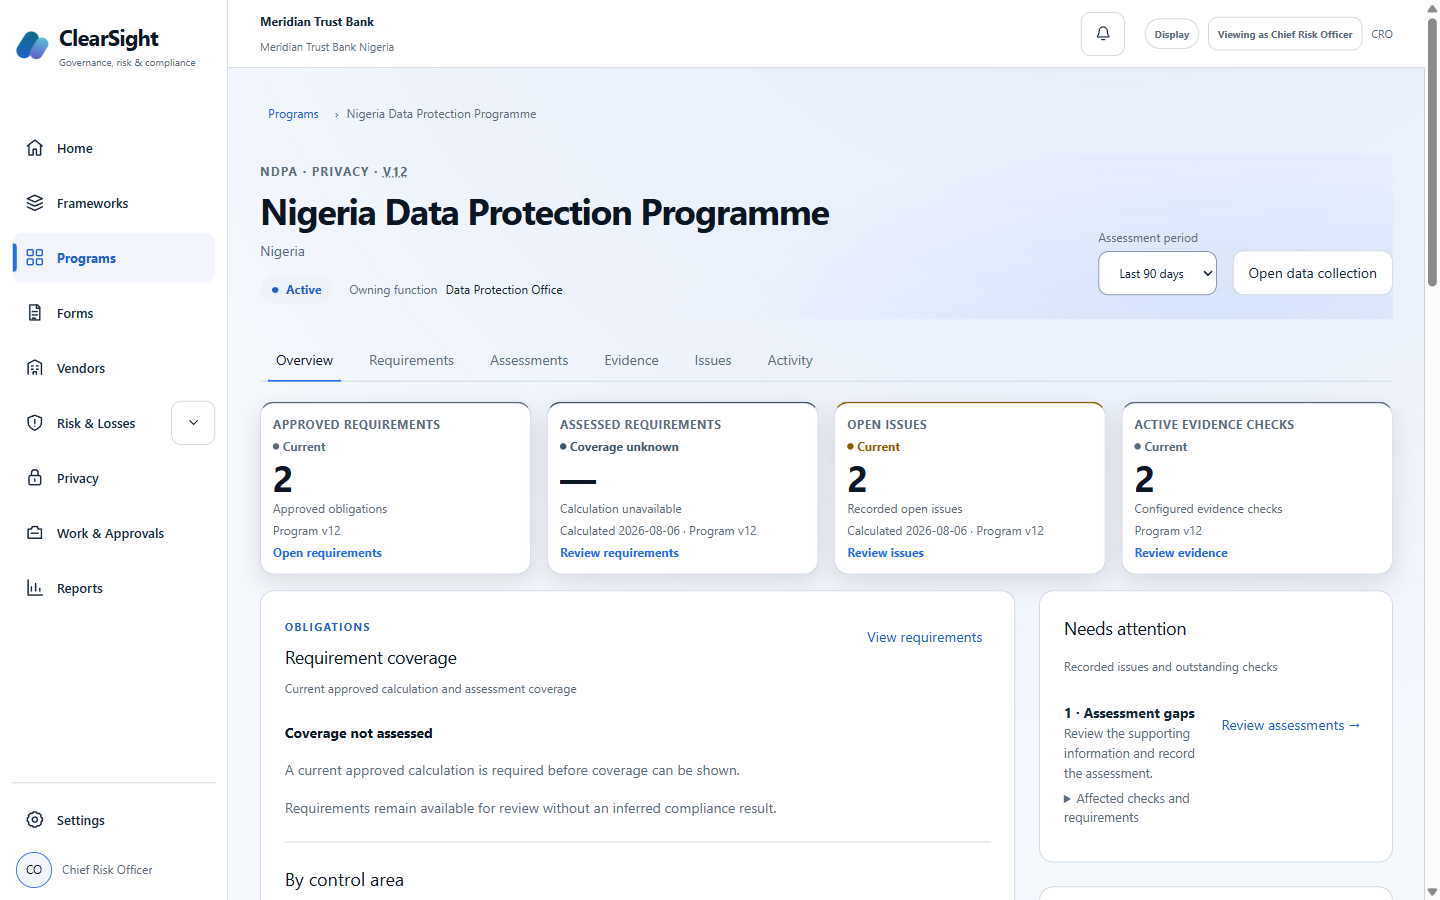 ClearSight
Governance, risk & compliance
Home
Frameworks
Programs
Forms
Vendors
Risk & Losses
Privacy
Work & Approvals
Reports
Settings
CO
Chief Risk Officer
Meridian Trust Bank
Meridian Trust Bank Nigeria
Display
Viewing as Chief Risk Officer
CRO
Programs › Nigeria Data Protection Programme
NDPA · PRIVACY · V12
Nigeria Data Protection Programme
Nigeria
Active
Owning function Data Protection Office
Assessment period
Last 90 days
Open data collection
Overview
Requirements
Assessments
Evidence
Issues
Activity
APPROVED REQUIREMENTS
Current
2
Approved obligations
Program v12
Open requirements
ASSESSED REQUIREMENTS
Coverage unknown
—
Calculation unavailable
Calculated 2026-08-06 · Program v12
Review requirements
OPEN ISSUES
Current
2
Recorded open issues
Calculated 2026-08-06 · Program v12
Review issues
ACTIVE EVIDENCE CHECKS
Current
2
Configured evidence checks
Program v12
Review evidence
OBLIGATIONS
Requirement coverage
Current approved calculation and assessment coverage
View requirements
Coverage not assessed
A current approved calculation is required before coverage can be shown.
Requirements remain available for review without an inferred compliance result.
By control area
Needs attention
Recorded issues and outstanding checks
1 · Assessment gaps
Review the supporting
information and record
the assessment.
Review assessments →
▶ Affected checks and
requirements